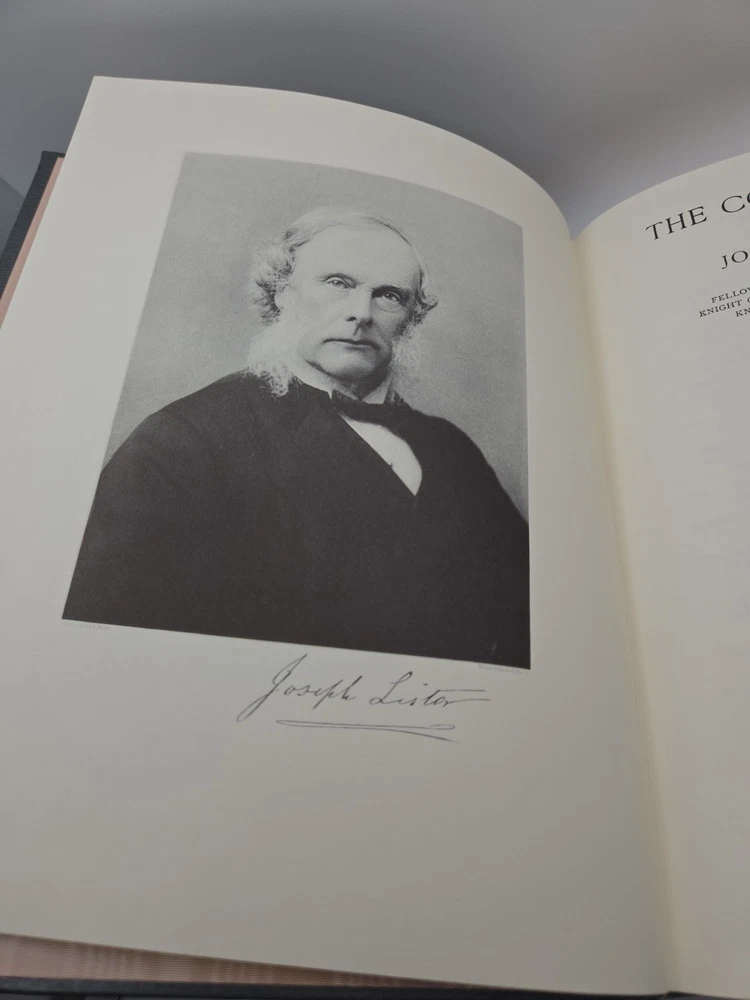 Joseph Lister
THE CO
JO
FELLOW
KNIGHT
KN